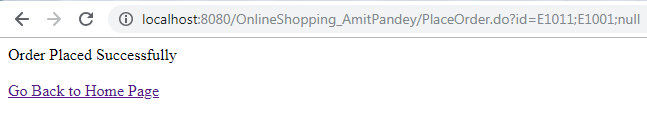 localhost:8080/OnlineShopping_AmitPandey/PlaceOrder.do?id=E1011;E1001;null
Order Placed Successfully
Go Back to Home Page